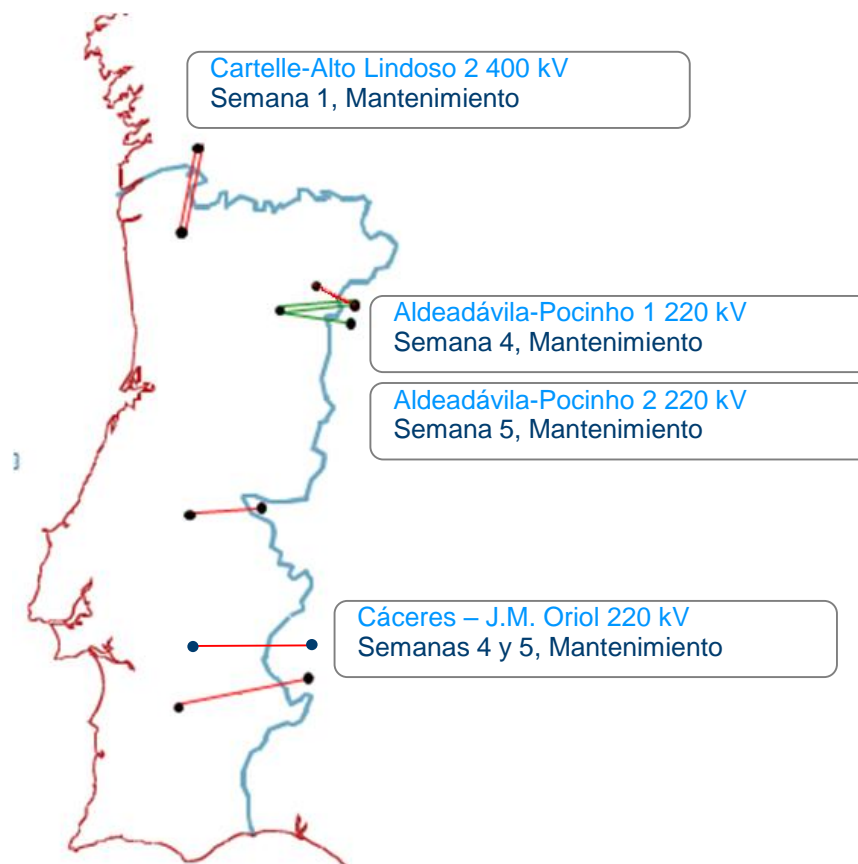 Cartelle-Alto Lindoso 2 400 kV
Semana 1, Mantenimiento
Aldeadávila-Pocinho 1 220 kV
Semana 4, Mantenimiento
Aldeadávila-Pocinho 2 220 kV
Semana 5, Mantenimiento
Cáceres – J.M. Oriol 220 kV
Semanas 4 y 5, Mantenimiento